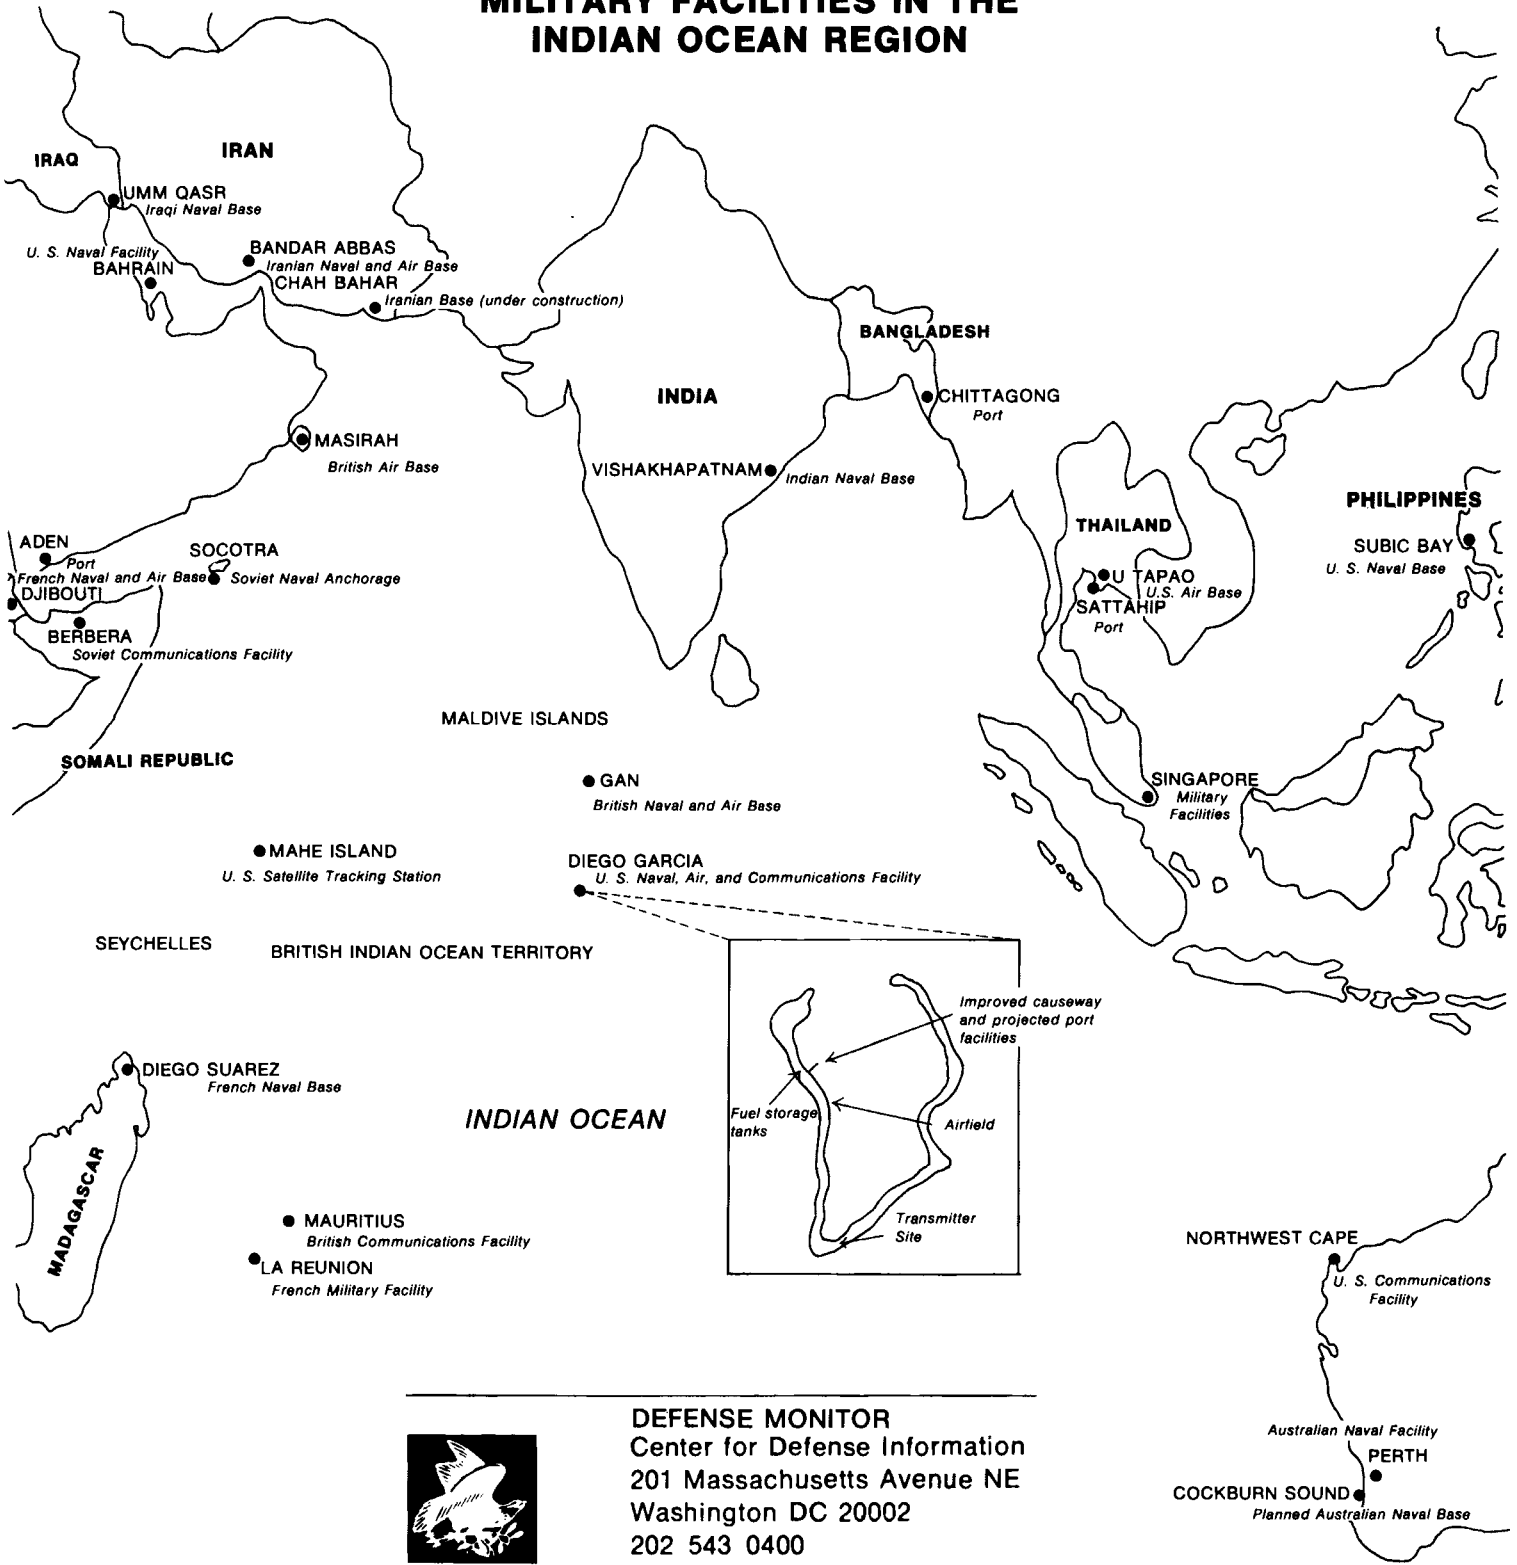 MILITARY FACILITIES IN THE
INDIAN OCEAN REGION
IRAQ
IRAN
UMM QASR
Iraqi Naval Base
U. S. Naval Facility
BAHRAIN
BANDAR ABBAS
Iranian Naval and Air Base
CHAH BAHAR
Iranian Base (under construction)
BANGLADESH
INDIA
CHITTAGONG
Port
MASIRAH
British Air Base
VISHAKHAPATNAM
Indian Naval Base
PHILIPPINES
THAILAND
SUBIC BAY
U. S. Naval Base
ADEN
Port
SOCOTRA
Soviet Naval Anchorage
French Naval and Air Base
DJIBOUTI
U TAPAO
U.S. Air Base
SATTAHIP
Port
BERBERA
Soviet Communications Facility
MALDIVE ISLANDS
SOMALI REPUBLIC
GAN
British Naval and Air Base
SINGAPORE
Military
Facilities
MAHE ISLAND
U. S. Satellite Tracking Station
DIEGO GARCIA
U. S. Naval, Air, and Communications Facility
SEYCHELLES
BRITISH INDIAN OCEAN TERRITORY
Improved causeway
and projected port
facilities
Fuel storage
tanks
Airfield
Transmitter
Site
DIEGO SUAREZ
French Naval Base
INDIAN OCEAN
MADAGASCAR
MAURITIUS
British Communications Facility
LA REUNION
French Military Facility
NORTHWEST CAPE
U. S. Communications
Facility
Australian Naval Facility
PERTH
COCKBURN SOUND
Planned Australian Naval Base
DEFENSE MONITOR
Center for Defense Information
201 Massachusetts Avenue NE
Washington DC 20002
202 543 0400